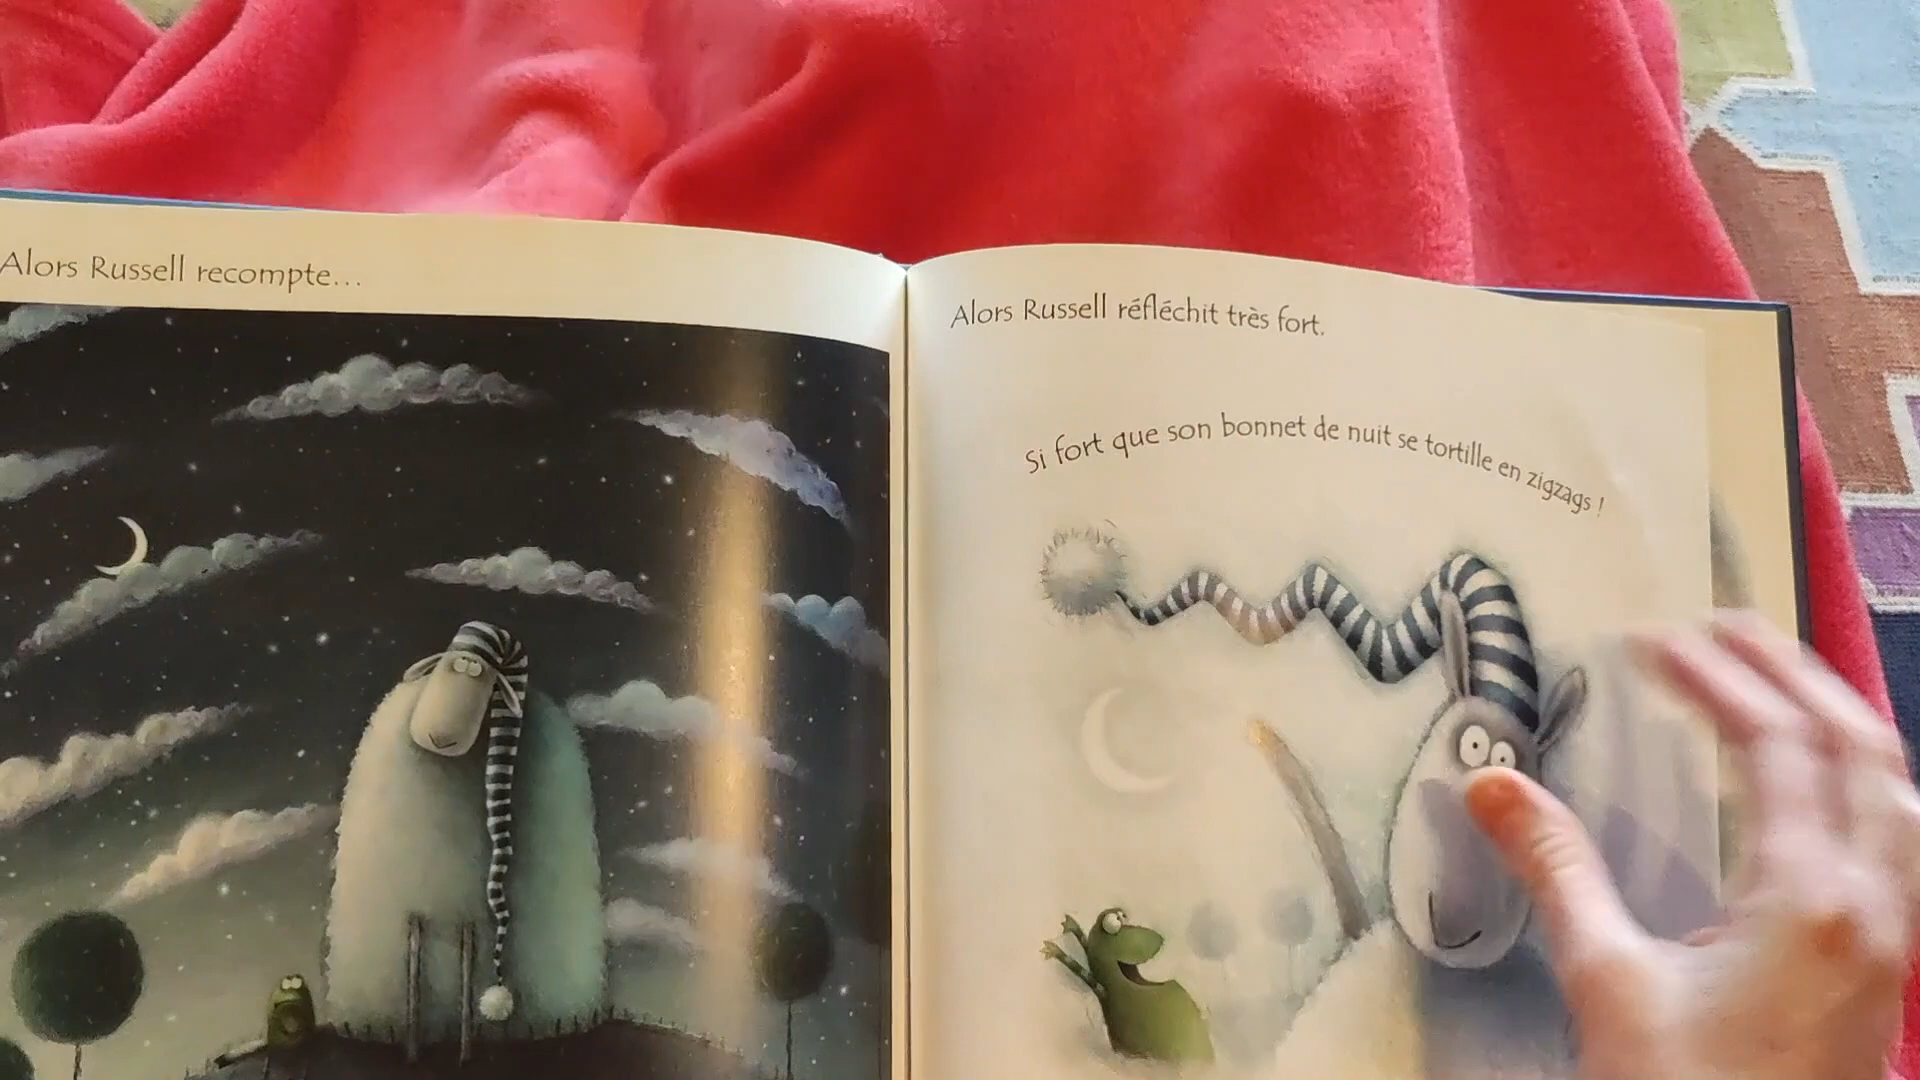 Alors Russell recompte...
Alors Russell réfléchit très fort.
Si fort que son bonnet de nuit se tortille en zigzags !